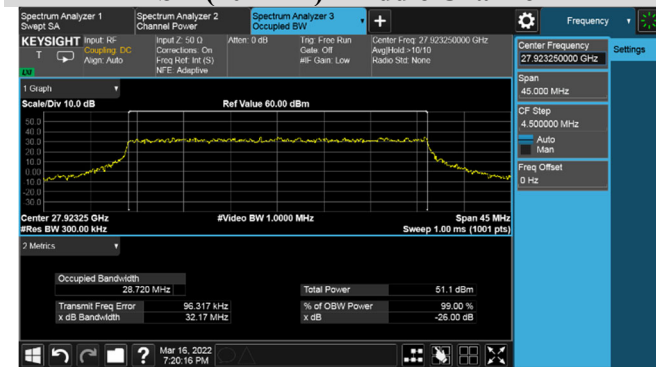 Spectrum Analyzer 1
Swept SA
Spectrum Analyzer 2
Channel Power
Spectrum Analyzer 3
Occupied BW
Frequency
KEYSIGHT
Input: RF
Coupling: DC
Align: Auto
Input Z: 50 Ω
Corrections: On
Freq Ref: Int (S)
NFE: Adaptive
Atten: 0 dB
Trig: Free Run
Gate: Off
#IF Gain: Low
Center Freq: 27.923250000 GHz
Avg|Hold:>10/10
Radio Std: None
Center Frequency
27.923250000 GHz
Settings
Span
45.000 MHz
CF Step
4.500000 MHz
Auto
Man
Freq Offset
0 Hz
1 Graph
Scale/Div 10.0 dB
Ref Value 60.00 dBm
50.0
40.0
30.0
20.0
10.0
0.00
-10.0
-20.0
-30.0
Center 27.92325 GHz
#Video BW 1.0000 MHz
Span 45 MHz
#Res BW 300.00 kHz
Sweep 1.00 ms (1001 pts)
2 Metrics
Occupied Bandwidth
28.720 MHz
Total Power 51.1 dBm
Transmit Freq Error 96.317 kHz
% of OBW Power 99.00 %
x dB Bandwidth 32.17 MHz
x dB -26.00 dB
Mar 16, 2022
7:20:16 PM